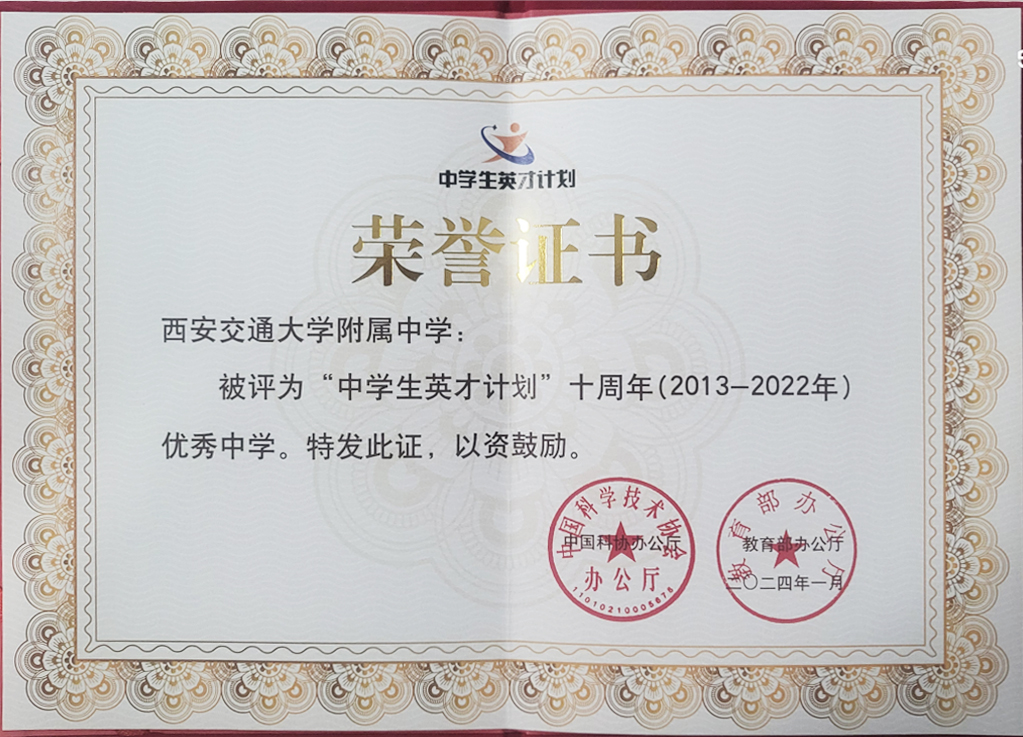 中学生英才计划
荣誉证书
西安交通大学附属中学：
被评为“中学生英才计划”十周年(2013—2022年)
优秀中学。特发此证，以资鼓励。
中国科学技术协会
中国科协办公厅
办公厅
11010210005675
教育部办公厅
教育部办公厅
二〇二四年一月